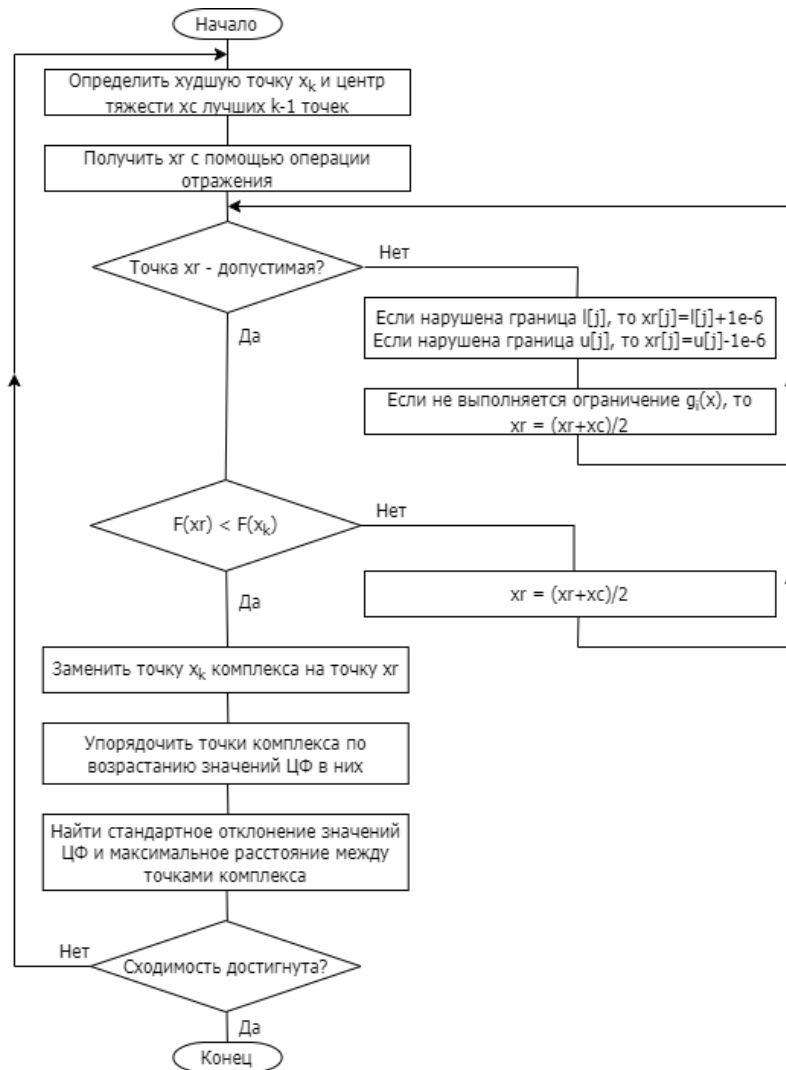 Начало
Определить худшую точку xk и центр
тяжести xc лучших k-1 точек
Получить xr с помощью операции
отражения
Точка xr - допустимая?
Нет
Да
Если нарушена граница l[j], то xr[j]=l[j]+1e-6
Если нарушена граница u[j], то xr[j]=u[j]-1e-6
Если не выполняется ограничение gi(x), то
xr = (xr+xc)/2
F(xr) < F(xk)
Нет
Да
xr = (xr+xc)/2
Заменить точку xk комплекса на точку xr
Упорядочить точки комплекса по
возрастанию значений ЦФ в них
Найти стандартное отклонение значений
ЦФ и максимальное расстояние между
точками комплекса
Нет
Сходимость достигнута?
Да
Конец